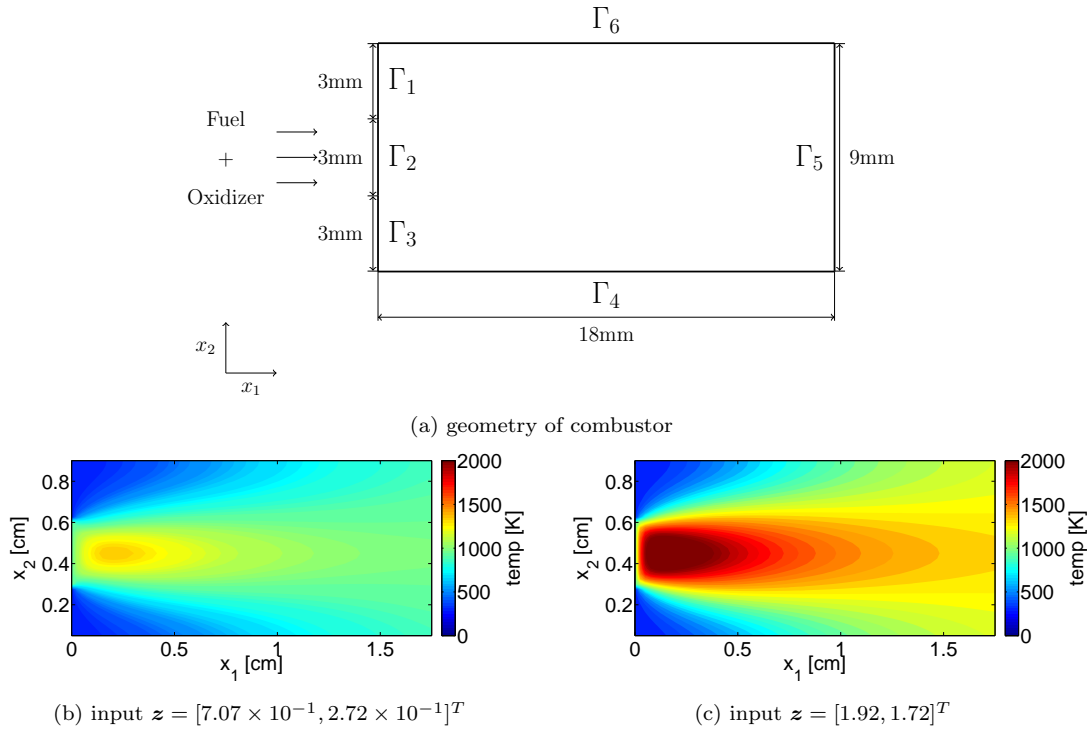 Γ₆
3mm
Γ₁
Fuel
+
Oxidizer
3mm
Γ₂
Γ₅
9mm
3mm
Γ₃
Γ₄
18mm
x₂
x₁
(a) geometry of combustor
0.8
0.6
0.4
0.2
x₂ [cm]
0
0.5
1
1.5
x₁ [cm]
2000
1500
1000
500
0
temp [K]
0.8
0.6
0.4
0.2
x₂ [cm]
0
0.5
1
1.5
x₁ [cm]
2000
1500
1000
500
0
temp [K]
(b) input z = [7.07 × 10⁻¹, 2.72 × 10⁻¹]ᵀ
(c) input z = [1.92, 1.72]ᵀ